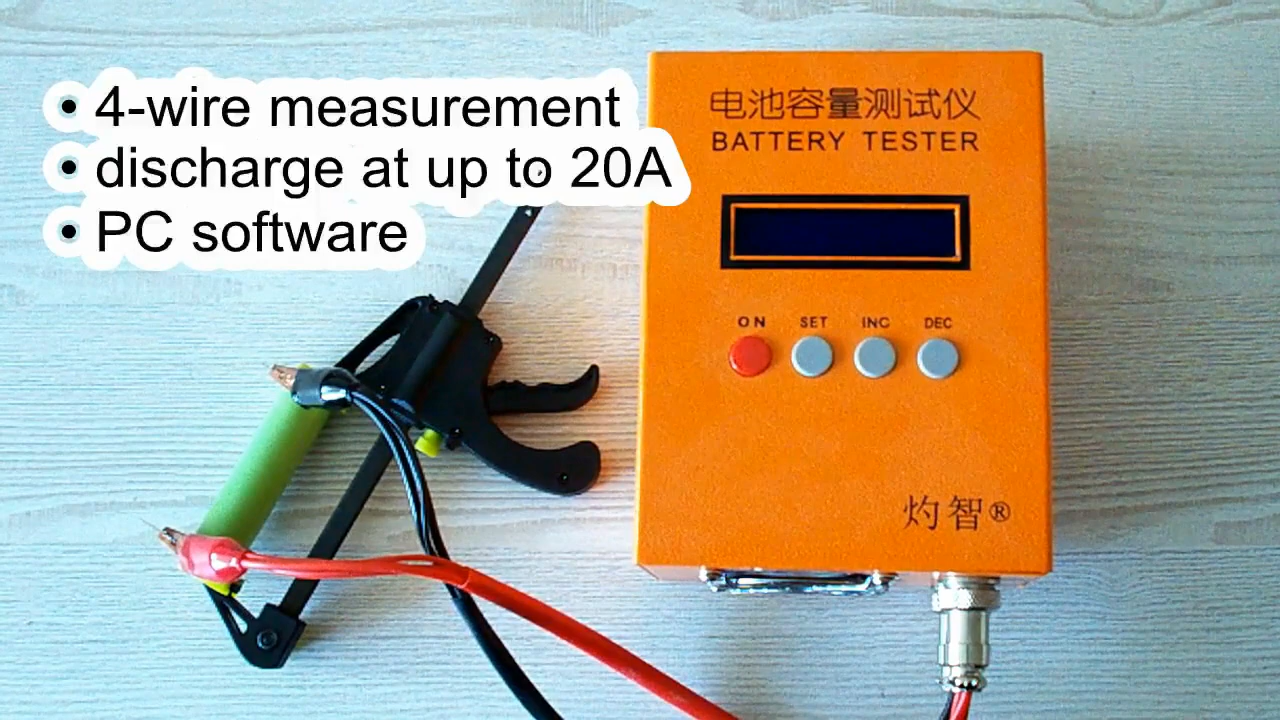 • 4-wire measurement
• discharge at up to 20A
• PC software
电池容量测试仪
BATTERY TESTER
ON SET INC DEC
灼智®